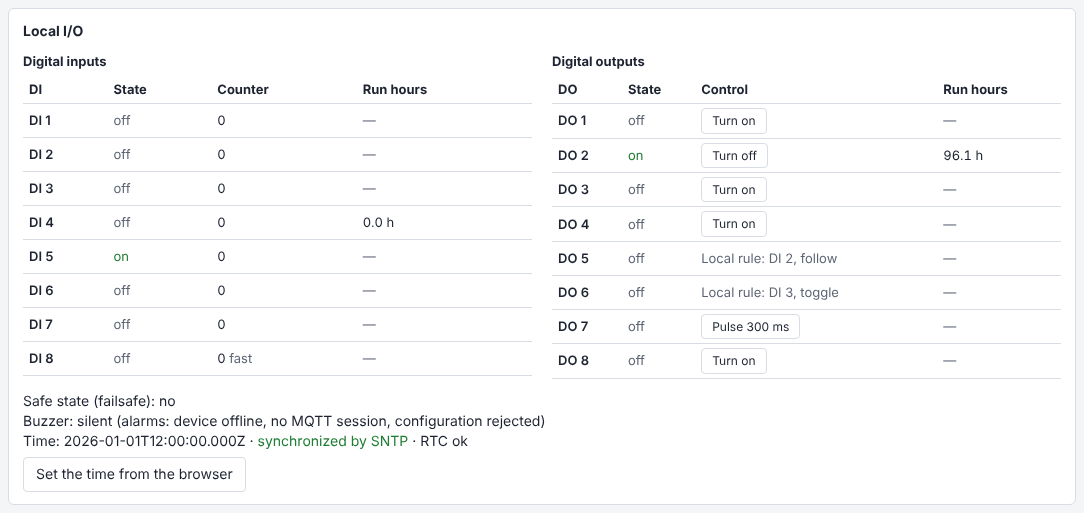 Local I/O
Digital inputs
DI State Counter Run hours
DI 1 off 0 —
DI 2 off 0 —
DI 3 off 0 —
DI 4 off 0 0.0 h
DI 5 on 0 —
DI 6 off 0 —
DI 7 off 0 —
DI 8 off 0 fast —
Digital outputs
DO State Control Run hours
DO 1 off Turn on —
DO 2 on Turn off 96.1 h
DO 3 off Turn on —
DO 4 off Turn on —
DO 5 off Local rule: DI 2, follow —
DO 6 off Local rule: DI 3, toggle —
DO 7 off Pulse 300 ms —
DO 8 off Turn on —
Safe state (failsafe): no
Buzzer: silent (alarms: device offline, no MQTT session, configuration rejected)
Time: 2026-01-01T12:00:00.000Z · synchronized by SNTP · RTC ok
Set the time from the browser